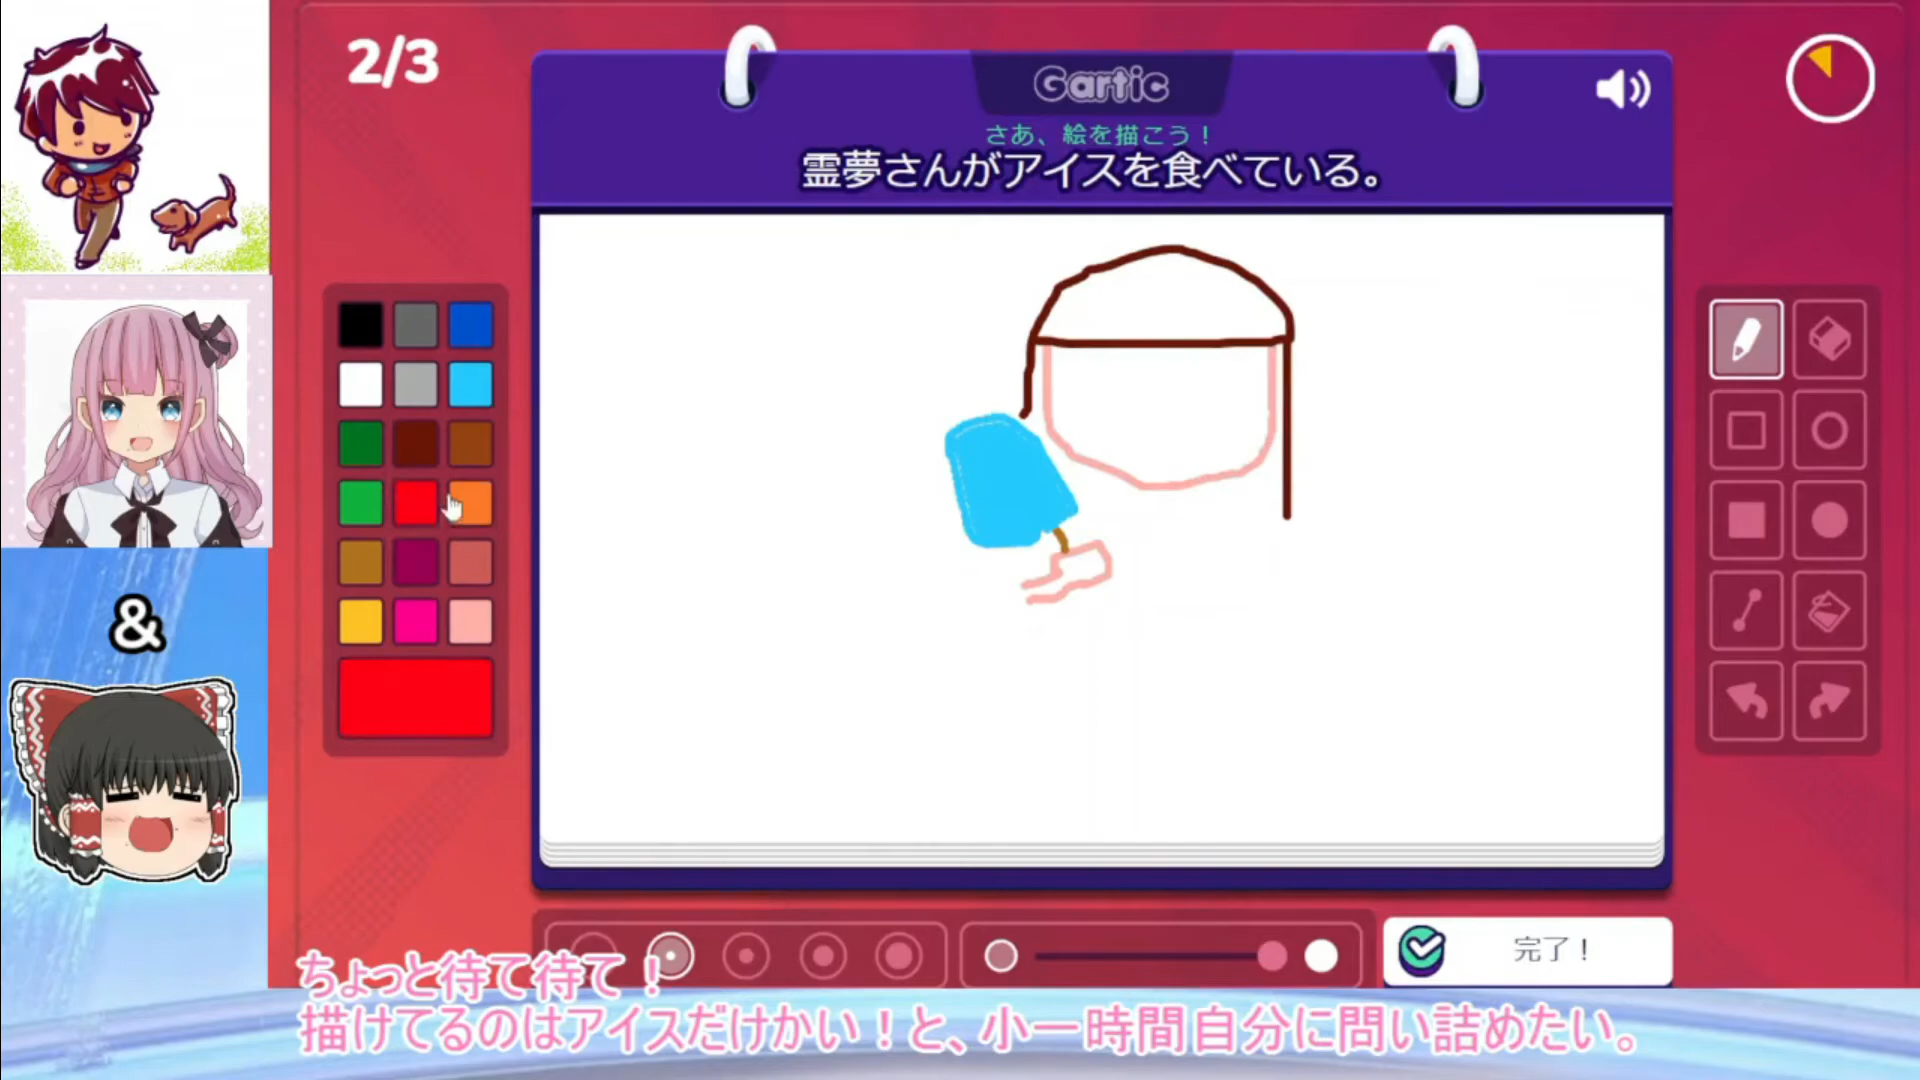 2/3
Gartic
さあ、絵を描こう！
霊夢さんがアイスを食べている。
&
完了！
ちょっと待て待て！
描けてるのはアイスだけかい！と、小一時間自分に問い詰めたい。